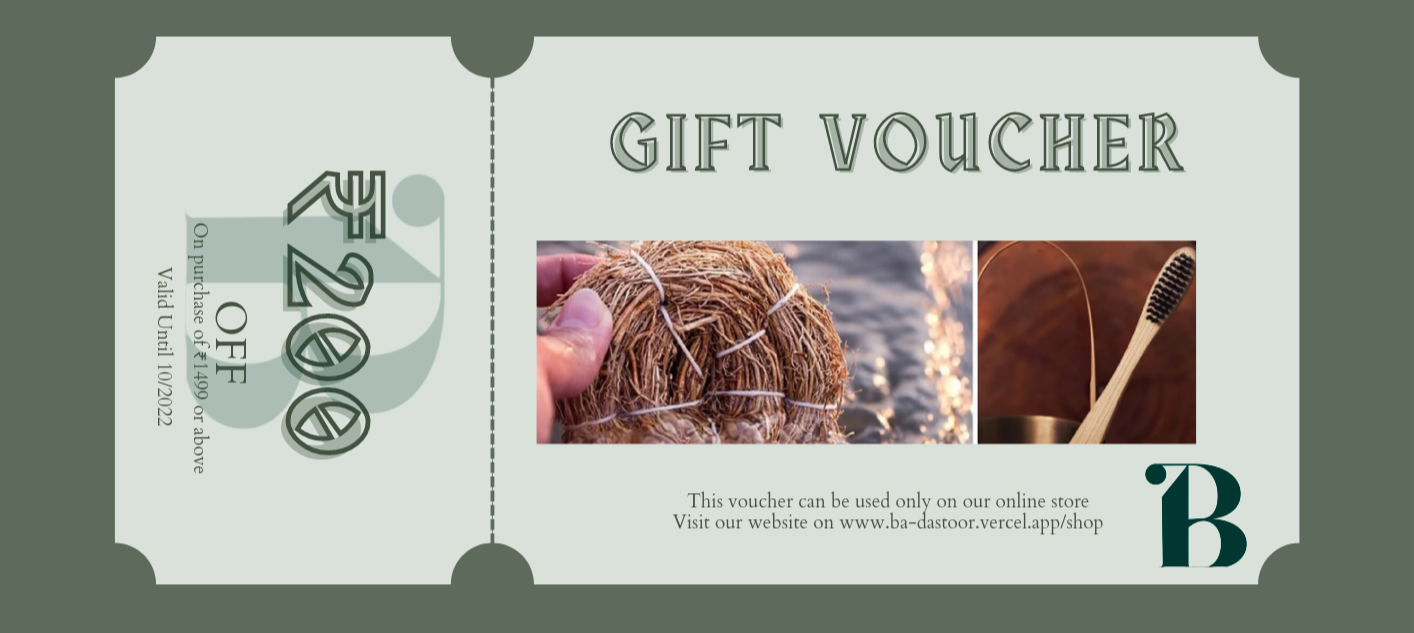 GIFT VOUCHER
This voucher can be used only on our online store
Visit our website on www.ba-dastoor.vercel.app/shop
B
₹200
OFF
On purchase of ₹1499 or above
Valid Until 10/2022
B